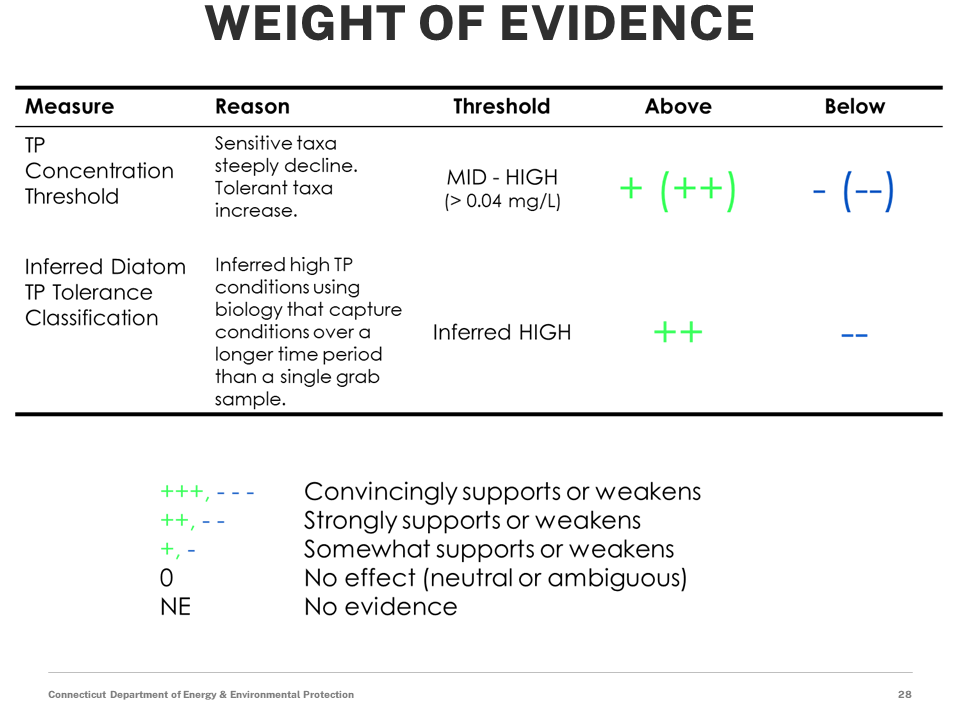 WEIGHT OF EVIDENCE
Measure Reason Threshold Above Below
TP
Concentration
Threshold
Sensitive taxa
steeply decline.
Tolerant taxa
increase.
MID - HIGH
(> 0.04 mg/L)
+ (++)
- (--)
Inferred Diatom
TP Tolerance
Classification
Inferred high TP
conditions using
biology that capture
conditions over a
longer time period
than a single grab
sample.
Inferred HIGH
++
--
+++, - - - Convincingly supports or weakens
++, - - Strongly supports or weakens
+, - Somewhat supports or weakens
0 No effect (neutral or ambiguous)
NE No evidence
Connecticut Department of Energy & Environmental Protection 28